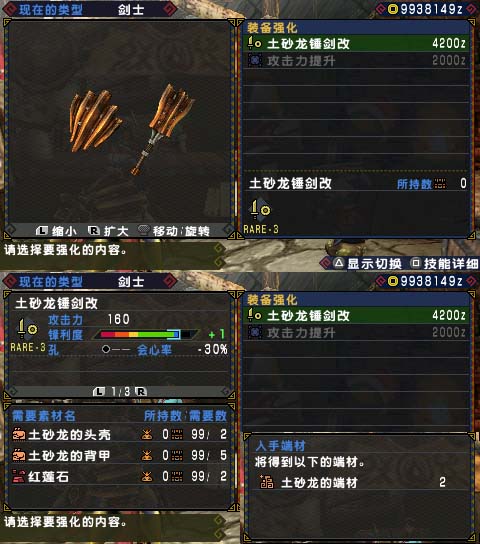 现在的类型 剑士
9938149z
装备强化
土砂龙锤剑改 4200z
攻击力提升 2000z
土砂龙锤剑改 所持数 0
RARE-3
L 缩小 R 扩大 移动/旋转
请选择要强化的内容。
△显示切换 □技能详细
现在的类型 剑士
9938149z
土砂龙锤剑改
攻击力 160
锋利度 +1
RARE-3
孔 ●-- 会心率 -30%
L 1/3 R
需要素材名 所持数/需要数
土砂龙的头壳 0 99/ 2
土砂龙的背甲 0 99/ 5
红莲石 0 99/ 2
请选择要强化的内容。
装备强化
土砂龙锤剑改 4200z
攻击力提升 2000z
入手端材
将得到以下的端材。
土砂龙的端材 2